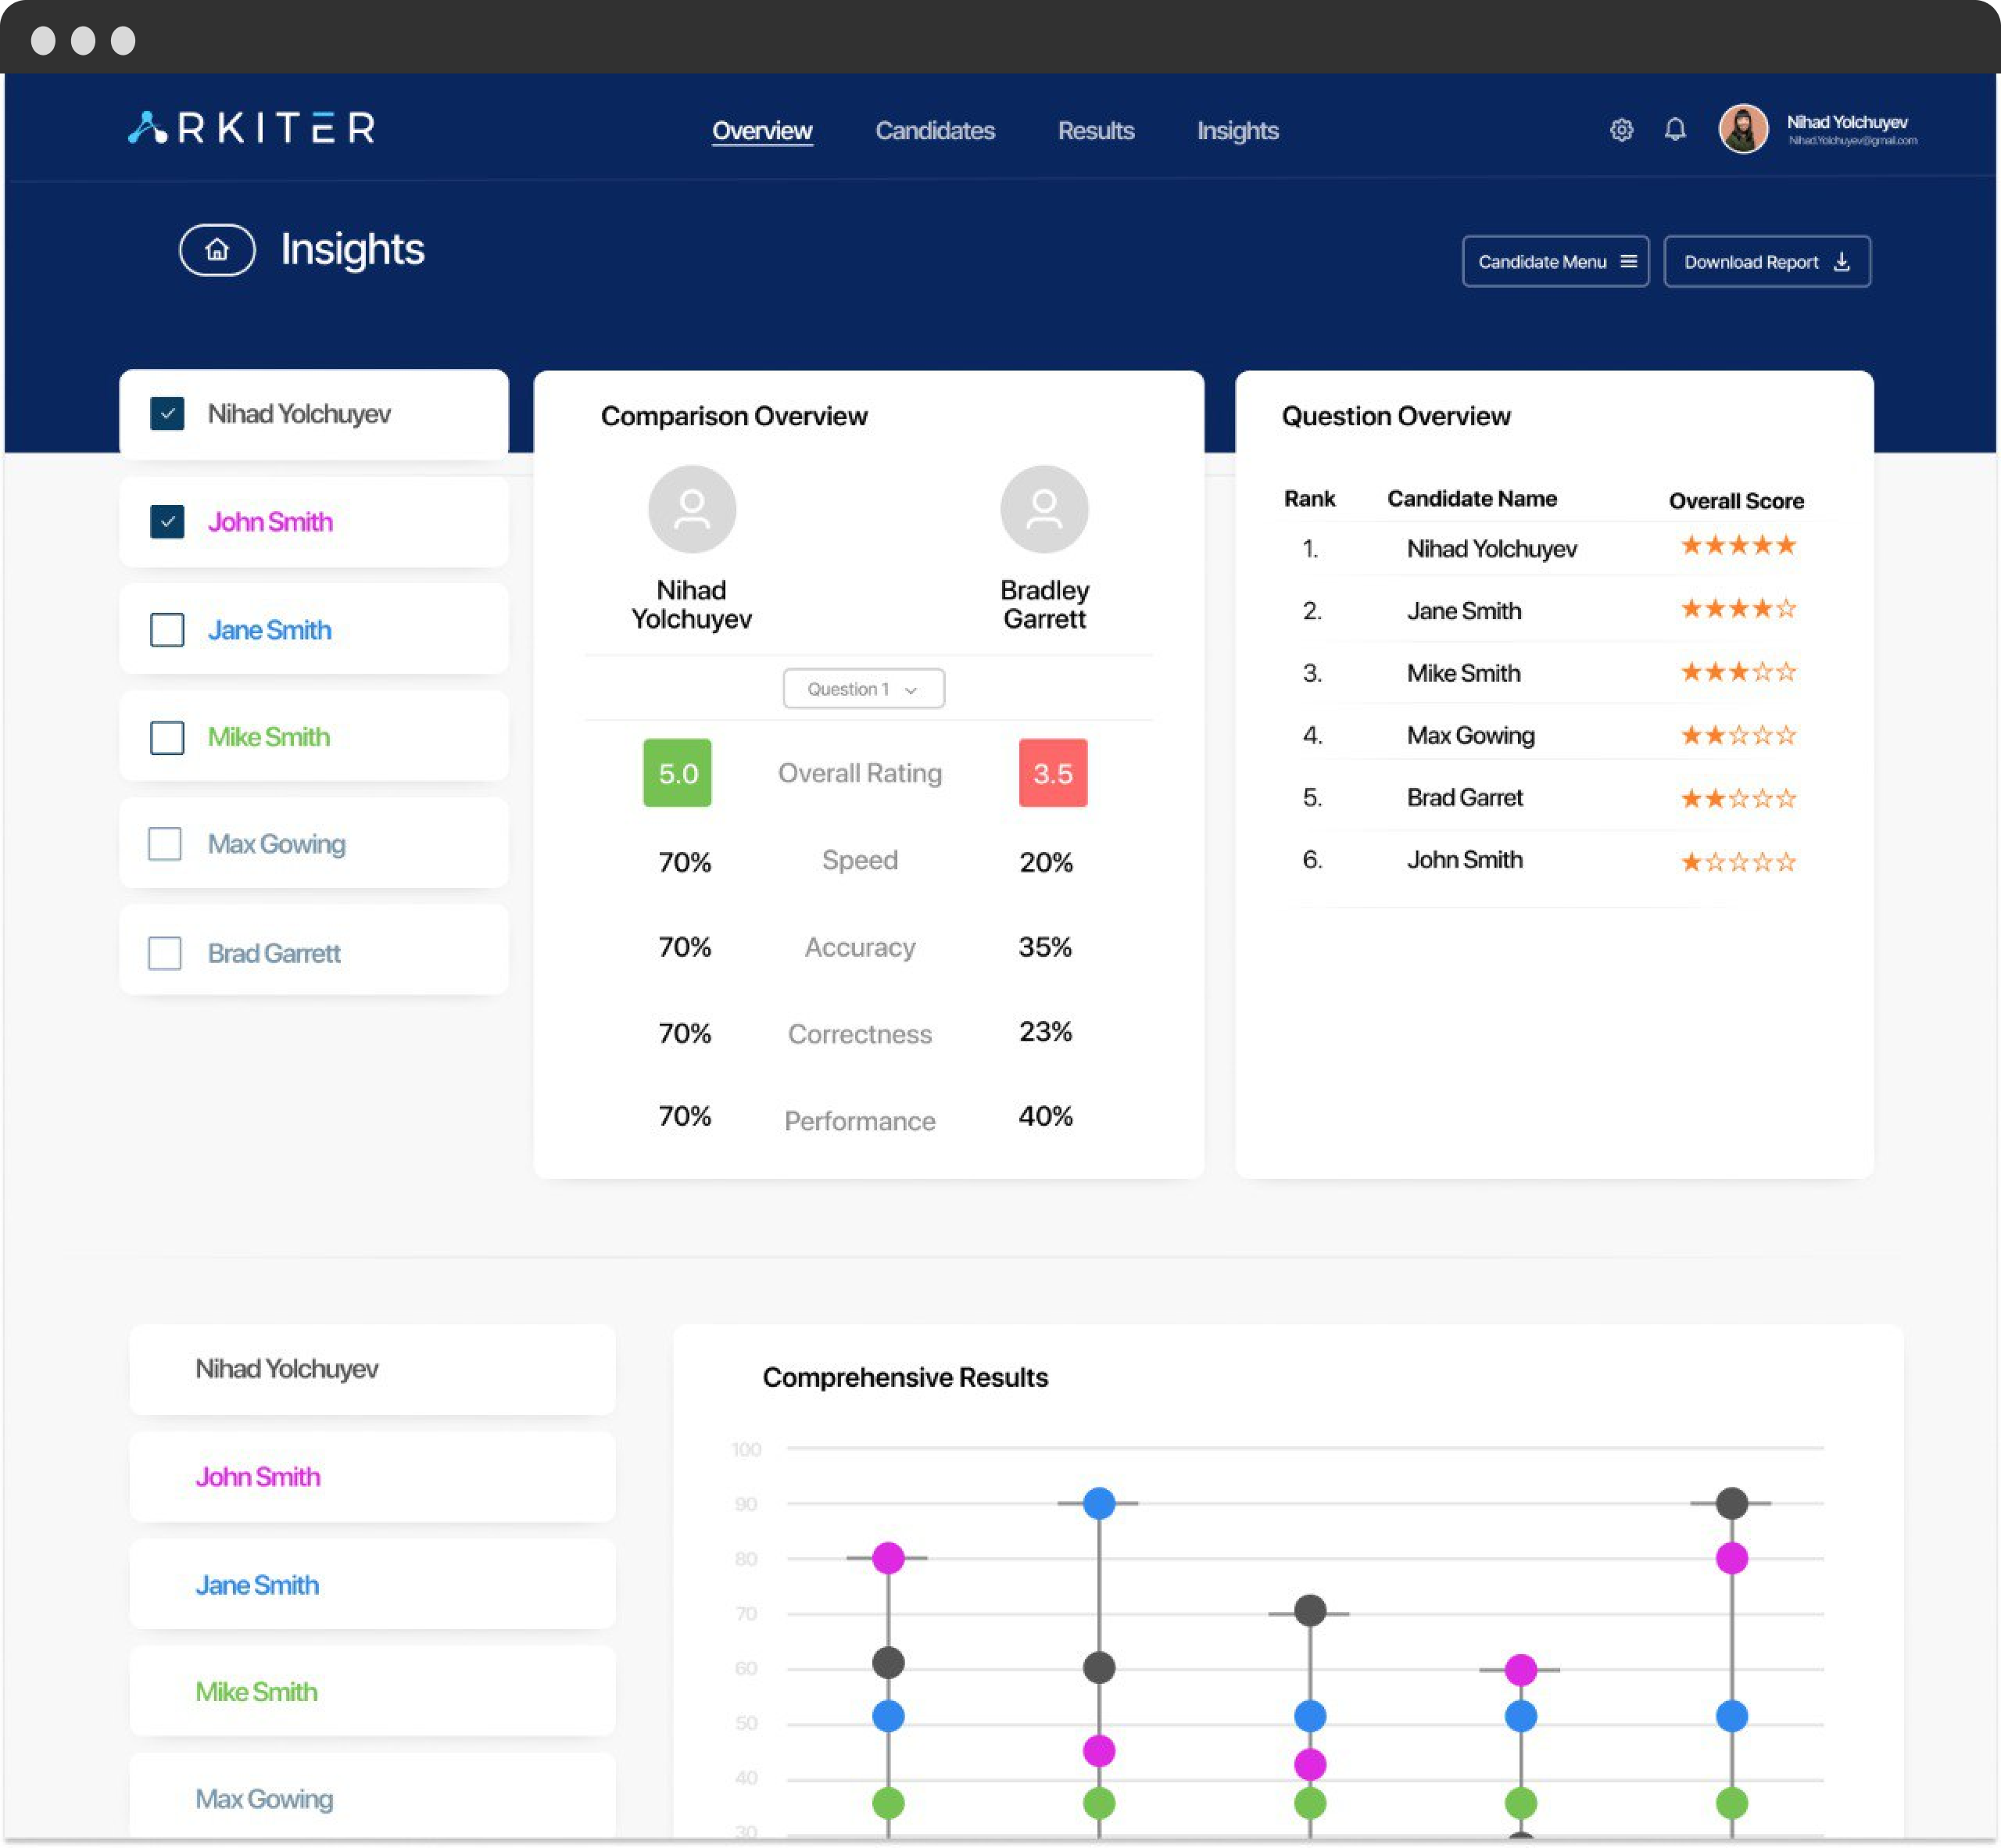 ARKITER
Overview Candidates Results Insights
Nihad Yolchuyev
Nihad.Yolchuyev@gmail.com
Insights
Candidate Menu
Download Report
Nihad Yolchuyev
John Smith
Jane Smith
Mike Smith
Max Gowing
Brad Garrett
Comparison Overview
Nihad
Yolchuyev
Bradley
Garrett
Question 1
5.0 Overall Rating 3.5
70% Speed 20%
70% Accuracy 35%
70% Correctness 23%
70% Performance 40%
Question Overview
Rank Candidate Name Overall Score
1. Nihad Yolchuyev
2. Jane Smith
3. Mike Smith
4. Max Gowing
5. Brad Garret
6. John Smith
Nihad Yolchuyev
John Smith
Jane Smith
Mike Smith
Max Gowing
Comprehensive Results
100
90
80
70
60
50
40
30